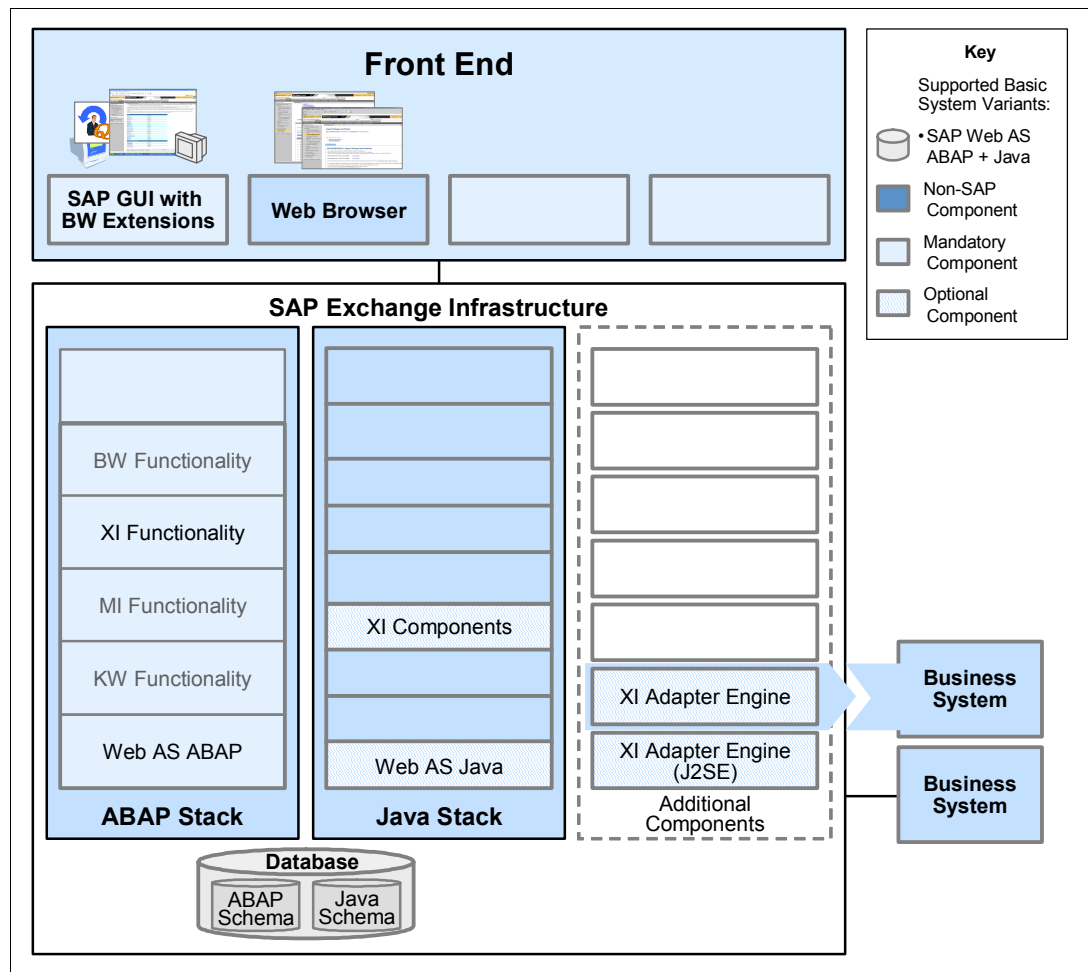 Front End
SAP GUI with
BW Extensions
Web Browser
Key
Supported Basic
System Variants:
• SAP Web AS
ABAP + Java
Non-SAP
Component
Mandatory
Component
Optional
Component
SAP Exchange Infrastructure
BW Functionality
XI Functionality
MI Functionality
KW Functionality
Web AS ABAP
ABAP Stack
XI Components
Web AS Java
Java Stack
XI Adapter Engine
XI Adapter Engine
(J2SE)
Additional
Components
Business
System
Business
System
Database
ABAP
Schema
Java
Schema